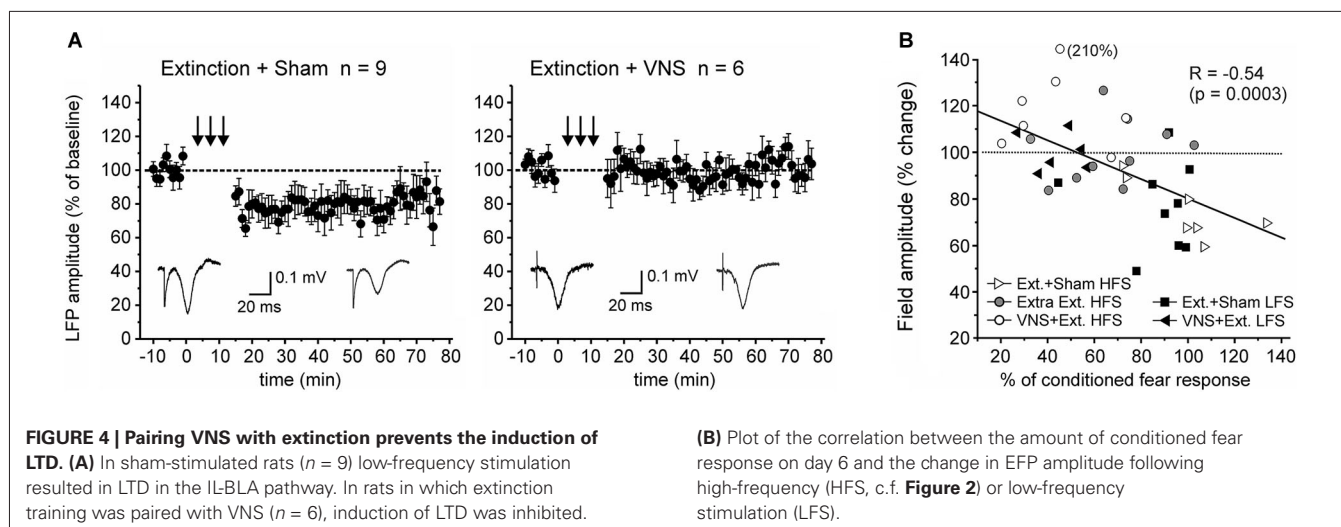 A
Extinction + Sham n = 9
Extinction + VNS n = 6
LFP amplitude (% of baseline)
140
120
100
80
60
40
20
0
0.1 mV
20 ms
-10 0 10 20 30 40 50 60 70 80
time (min)
140
120
100
80
60
40
20
0
0.1 mV
20 ms
-10 0 10 20 30 40 50 60 70 80
time (min)
B
(210%)
R = -0.54
(p = 0.0003)
Field amplitude (% change)
140
120
100
80
60
40
20
Ext.+Sham HFS
Extra Ext. HFS
VNS+Ext. HFS
Ext.+Sham LFS
VNS+Ext. LFS
20 40 60 80 100 120 140
% of conditioned fear response
FIGURE 4 | Pairing VNS with extinction prevents the induction of
LTD. (A) In sham-stimulated rats (n = 9) low-frequency stimulation
resulted in LTD in the IL-BLA pathway. In rats in which extinction
training was paired with VNS (n = 6), induction of LTD was inhibited.
(B) Plot of the correlation between the amount of conditioned fear
response on day 6 and the change in EFP amplitude following
high-frequency (HFS, c.f. Figure 2) or low-frequency
stimulation (LFS).